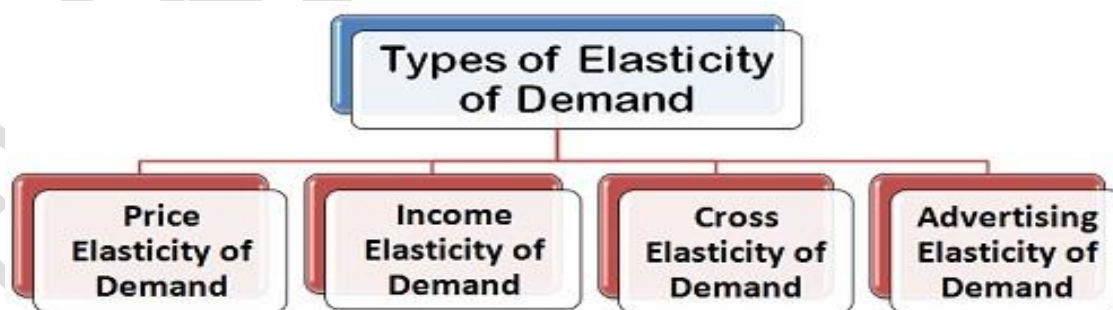 Types of Elasticity
of Demand
Price
Elasticity of
Demand
Income
Elasticity of
Demand
Cross
Elasticity of
Demand
Advertising
Elasticity of
Demand